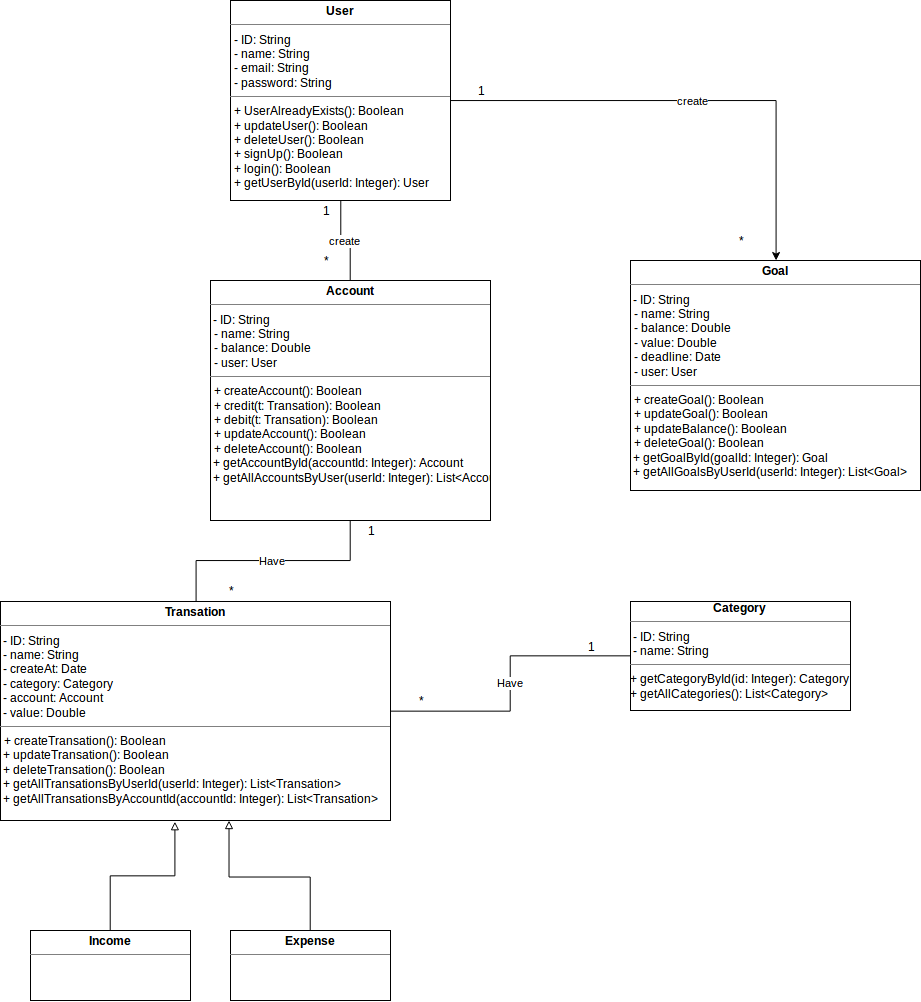 User
- ID: String
- name: String
- email: String
- password: String
+ UserAlreadyExists(): Boolean
+ updateUser(): Boolean
+ deleteUser(): Boolean
+ signUp(): Boolean
+ login(): Boolean
+ getUserById(userId: Integer): User
1
create
*
1
create
*
Account
- ID: String
- name: String
- balance: Double
- user: User
+ createAccount(): Boolean
+ credit(t: Transation): Boolean
+ debit(t: Transation): Boolean
+ updateAccount(): Boolean
+ deleteAccount(): Boolean
+ getAccountById(accountId: Integer): Account
+ getAllAccountsByUser(userId: Integer): List<Accou
Goal
- ID: String
- name: String
- balance: Double
- value: Double
- deadline: Date
- user: User
+ createGoal(): Boolean
+ updateGoal(): Boolean
+ updateBalance(): Boolean
+ deleteGoal(): Boolean
+ getGoalById(goalId: Integer): Goal
+ getAllGoalsByUserId(userId: Integer): List<Goal>
1
Have
*
Transation
- ID: String
- name: String
- createAt: Date
- category: Category
- account: Account
- value: Double
+ createTransation(): Boolean
+ updateTransation(): Boolean
+ deleteTransation(): Boolean
+ getAllTransationsByUserId(userId: Integer): List<Transation>
+ getAllTransationsByAccountId(accountId: Integer): List<Transation>
*
Have
1
Category
- ID: String
- name: String
+ getCategoryById(id: Integer): Category
+ getAllCategories(): List<Category>
Income
Expense